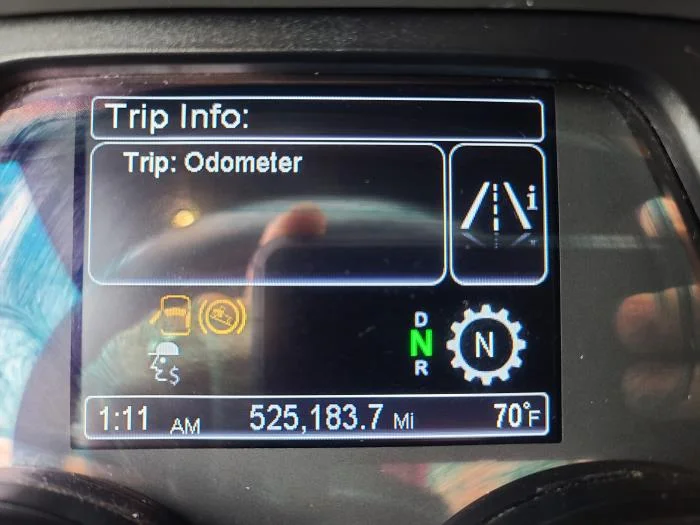 Trip Info:
Trip: Odometer
i
D
N
R
N
1:11 AM 525,183.7 Mi 70°F